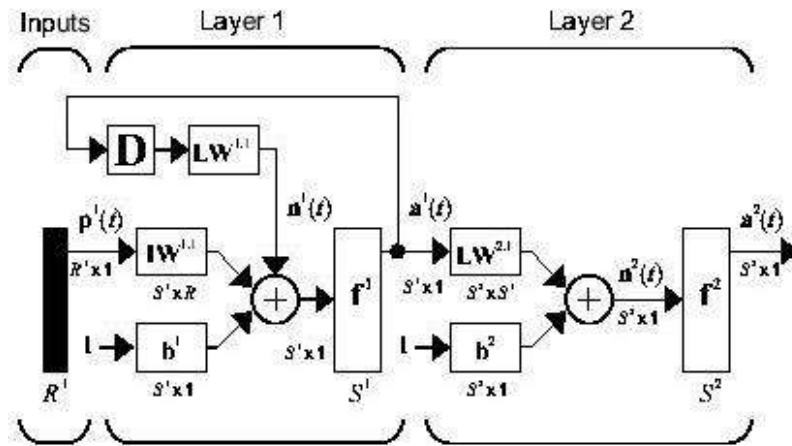 Inputs Layer 1 Layer 2
D LW¹,¹
p¹(t) n¹(t) a¹(t) n²(t) a²(t)
IW¹,¹ LW²,¹
R¹x1 S¹xR S¹x1 S²xS¹ S²x1 S²x1
f¹ f²
1 b¹ 1 b²
S¹x1 S¹x1 S²x1
R¹ S¹ S²